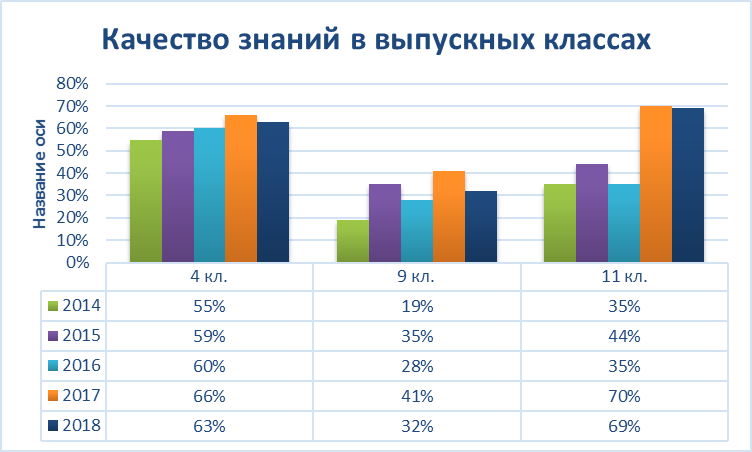 Качество знаний в выпускных классах
Название оси
80%
70%
60%
50%
40%
30%
20%
10%
0%
4 кл. 9 кл. 11 кл.
2014 55% 19% 35%
2015 59% 35% 44%
2016 60% 28% 35%
2017 66% 41% 70%
2018 63% 32% 69%